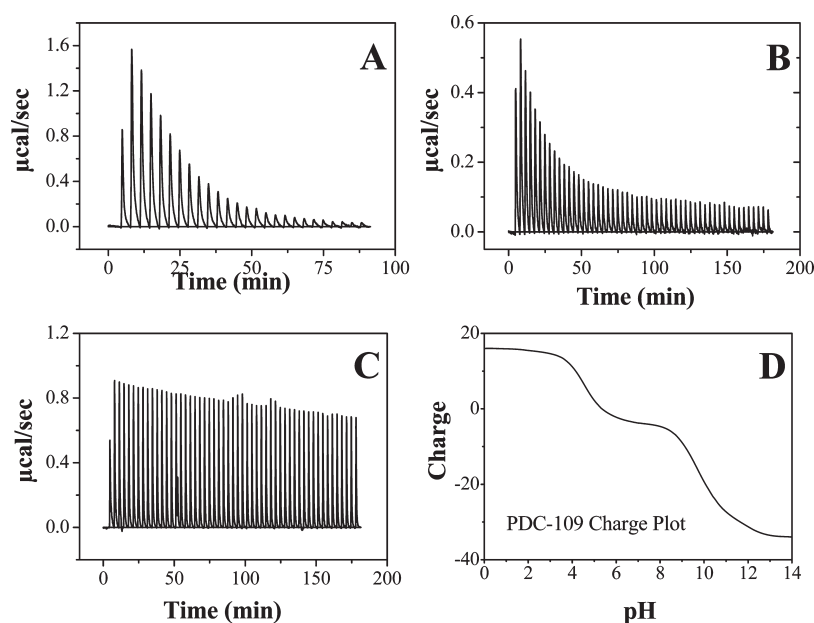 A
μcal/sec
1.6
1.2
0.8
0.4
0.0
0 25 50 75 100
Time (min)
B
μcal/sec
0.6
0.4
0.2
0.0
0 50 100 150 200
Time (min)
C
μcal/sec
1.2
0.8
0.4
0.0
0 50 100 150 200
Time (min)
D
Charge
20
0
-20
-40
PDC-109 Charge Plot
0 2 4 6 8 10 12 14
pH